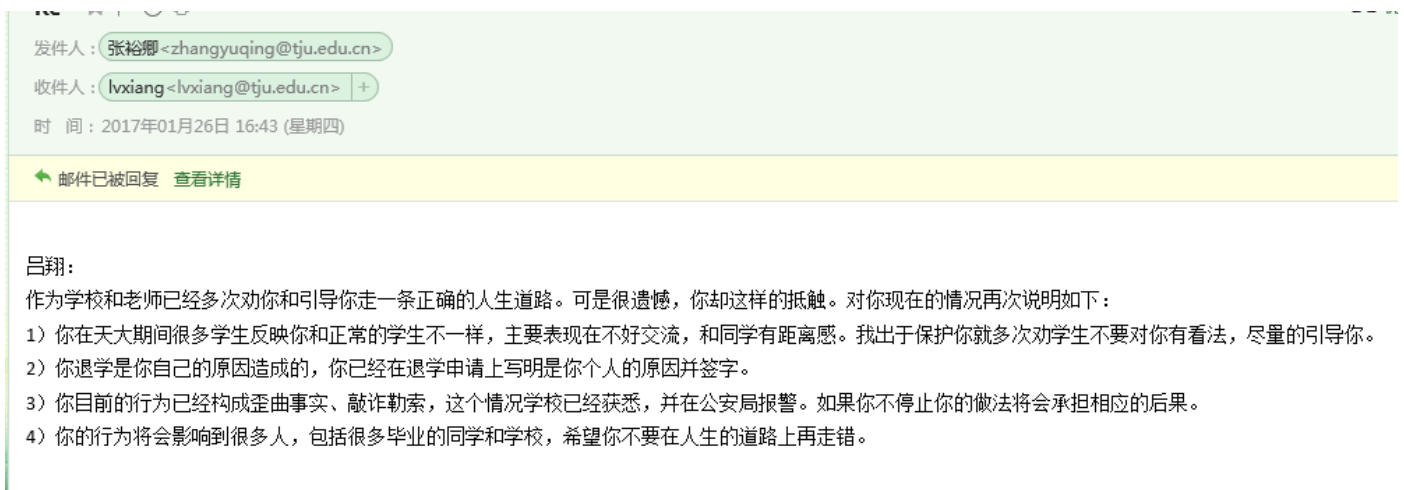 发件人：张裕卿<zhangyuqing@tju.edu.cn>
收件人：lvxiang<lvxiang@tju.edu.cn> +
时 间：2017年01月26日 16:43 (星期四)
邮件已被回复 查看详情
吕翔：
作为学校和老师已经多次劝你和引导你走一条正确的人生道路。可是很遗憾，你却这样的抵触。对你现在的情况再次说明如下：
1）你在天大期间很多学生反映你和正常的学生不一样，主要表现在不好交流，和同学有距离感。我出于保护你就多次劝学生不要对你有看法，尽量的引导你。
2）你退学是你自己的原因造成的，你已经在退学申请上写明是你个人的原因并签字。
3）你目前的行为已经构成歪曲事实、敲诈勒索，这个情况学校已经获悉，并在公安局报警。如果你不停止你的做法将会承担相应的后果。
4）你的行为将会影响到很多人，包括很多毕业的同学和学校，希望你不要在人生的道路上再走错。